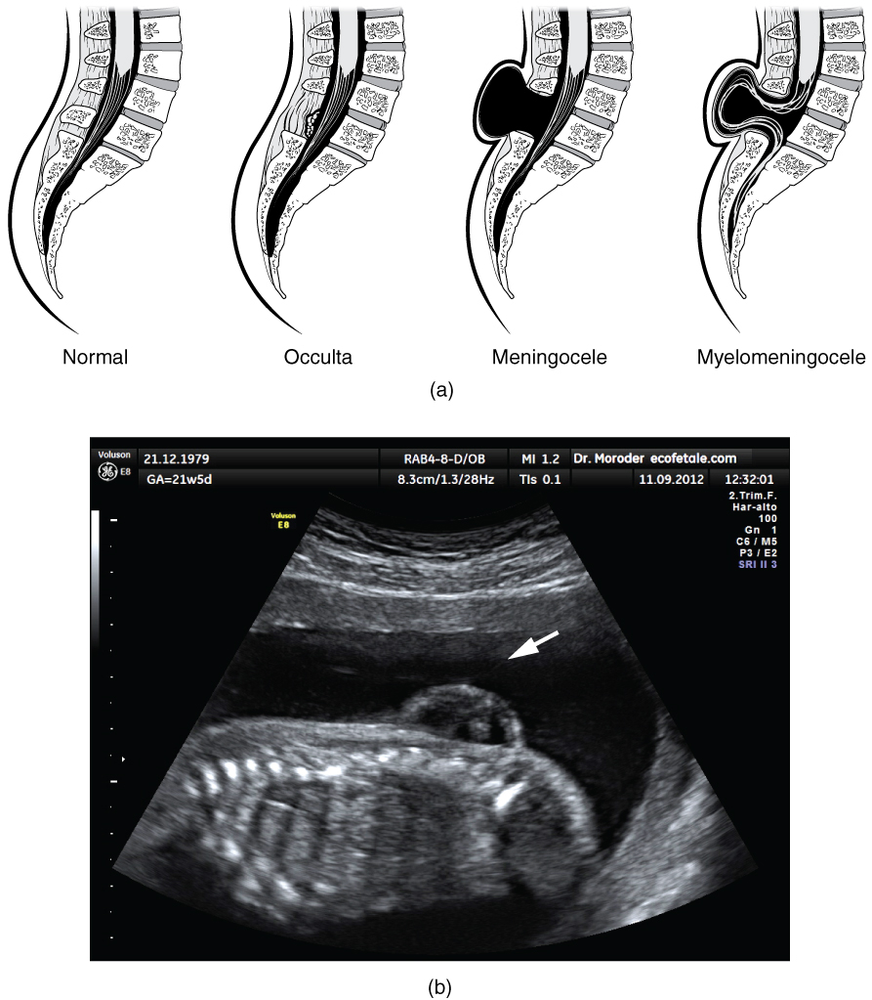 Normal
Occulta
Meningocele
Myelomeningocele
(a)
Voluson
E8
21.12.1979
RAB4-8-D/OB
MI 1.2
Dr. Moroder ecofetale.com
GA=21w5d
8.3cm/1.3/28Hz
TIs 0.1
11.09.2012
12:32:01
2.Trim.F.
Har-alto
100
Gn 1
C6 / M5
P3 / E2
SRI II 3
Voluson
E8
(b)